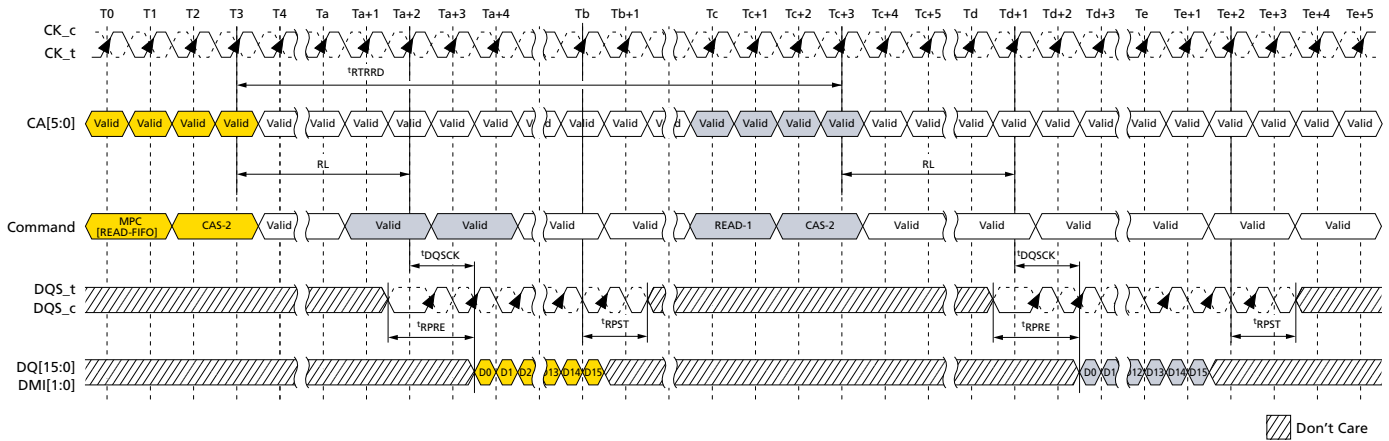 T0 T1 T2 T3 T4 Ta Ta+1 Ta+2 Ta+3 Ta+4 Tb Tb+1 Tc Tc+1 Tc+2 Tc+3 Tc+4 Tc+5 Td Td+1 Td+2 Td+3 Te Te+1 Te+2 Te+3 Te+4 Te+5
CK_c
CK_t
tRTRRD
CA[5:0] Valid Valid Valid Valid Valid Valid Valid Valid Valid Valid Valid Valid Valid Valid Valid Valid Valid Valid Valid Valid Valid Valid Valid Valid Valid Valid Valid
RL RL
MPC
[READ-FIFO]
Command CAS-2 Valid Valid Valid Valid Valid READ-1 CAS-2 Valid Valid Valid Valid Valid Valid
tDQSCK tDQSCK
DQS_t
DQS_c
tRPRE tRPST tRPRE tRPST
DQ[15:0]
DMI[1:0]
D0 D1 D2 D13 D14 D15 D0 D1 D12 D13 D14 D15
Don't Care